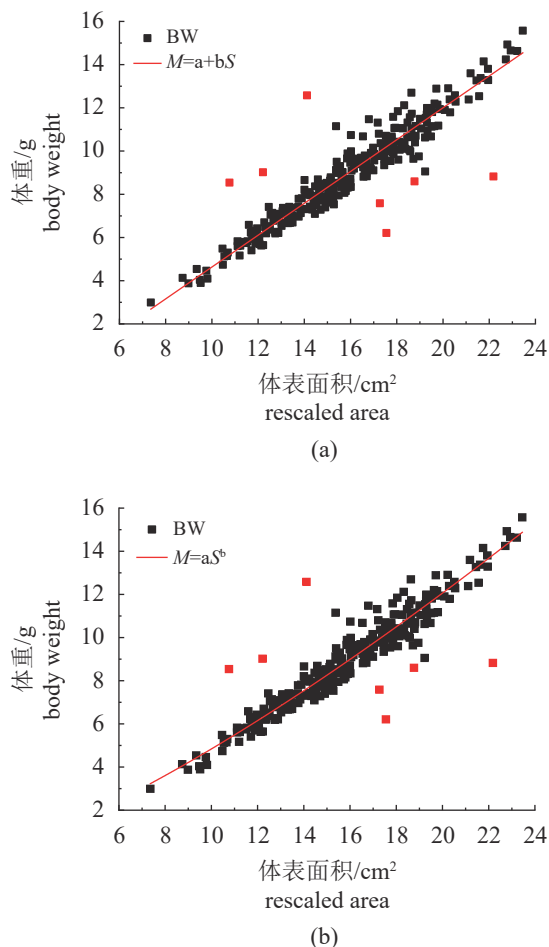 16
14
12
10
8
6
4
2
BW
M=a+bS
体重/g
body weight
6 8 10 12 14 16 18 20 22 24
体表面积/cm²
rescaled area
(a)
16
14
12
10
8
6
4
2
BW
M=aSᵇ
体重/g
body weight
6 8 10 12 14 16 18 20 22 24
体表面积/cm²
rescaled area
(b)